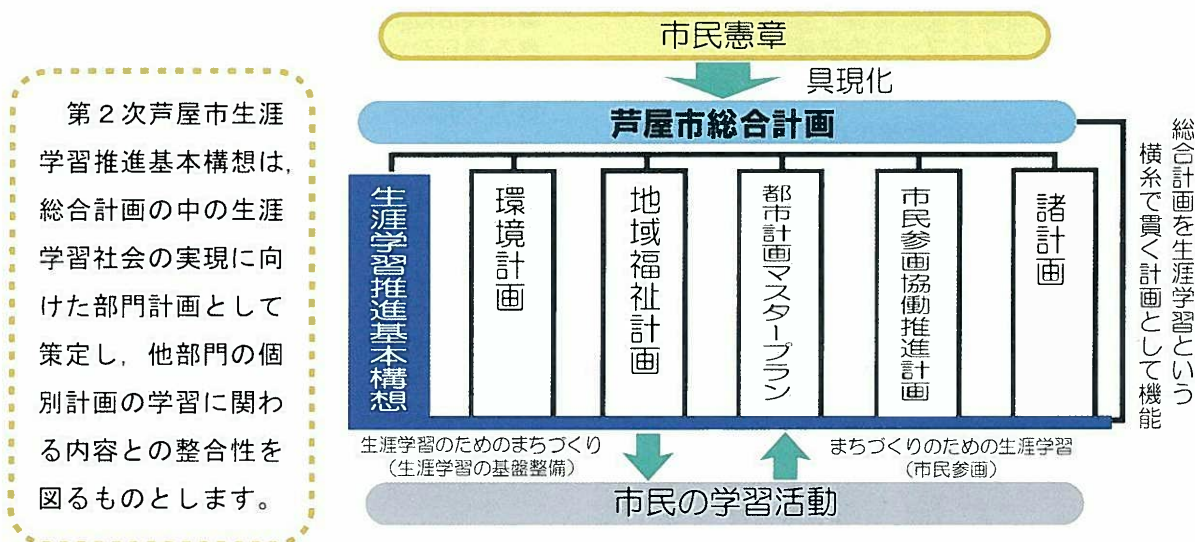 第２次芦屋市生涯
学習推進基本構想は，
総合計画の中の生涯
学習社会の実現に向
けた部門計画として
策定し，他部門の個
別計画の学習に関わ
る内容との整合性を
図るものとします。
市民憲章
具現化
芦屋市総合計画
生涯学習推進基本構想
環境計画
地域福祉計画
都市計画マスタープラン
市民参画協働推進計画
諸計画
総合計画を生涯学習という
横糸で貫く計画として機能
生涯学習のためのまちづくり
（生涯学習の基盤整備）
まちづくりのための生涯学習
（市民参画）
市民の学習活動